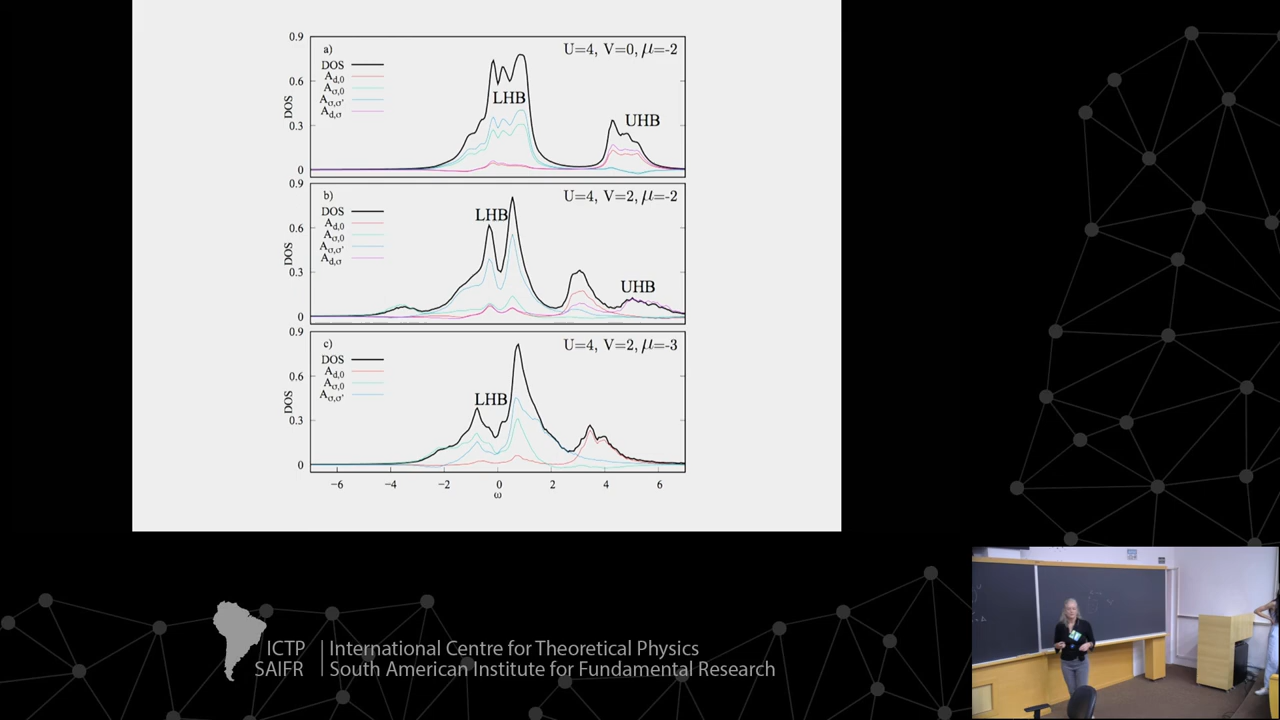 0.9
a)
U=4, V=0, μ=-2
DOS
A_d,0
A_σ,0
A_σ,σ'
A_d,σ
LHB
UHB
0.6
0.3
0
DOS
0.9
b)
U=4, V=2, μ=-2
DOS
A_d,0
A_σ,0
A_σ,σ'
A_d,σ
LHB
UHB
0.6
0.3
0
DOS
0.9
c)
U=4, V=2, μ=-3
DOS
A_d,0
A_σ,0
A_σ,σ'
LHB
0.6
0.3
0
DOS
−6 −4 −2 0 2 4 6
ω
ICTP International Centre for Theoretical Physics
SAIFR South American Institute for Fundamental Research